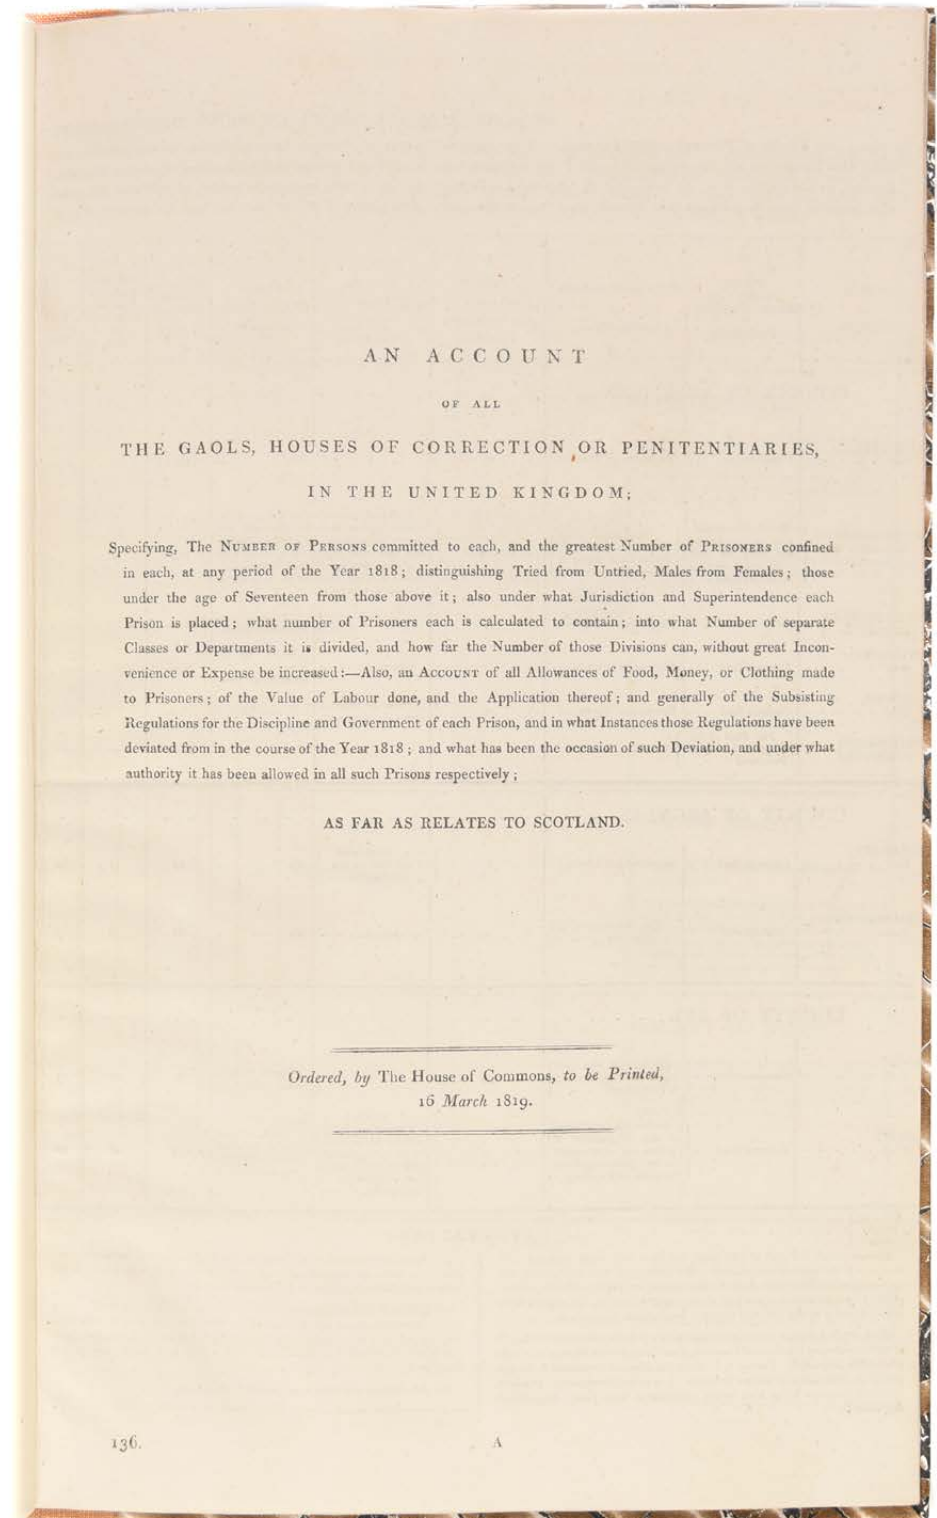 AN ACCOUNT
OF ALL
THE GAOLS, HOUSES OF CORRECTION OR PENITENTIARIES,
IN THE UNITED KINGDOM;
Specifying, The NUMBER OF PERSONS committed to each, and the greatest Number of PRISONERS confined
in each, at any period of the Year 1818; distinguishing Tried from Untried, Males from Females; those
under the age of Seventeen from those above it; also under what Jurisdiction and Superintendence each
Prison is placed; what number of Prisoners each is calculated to contain; into what Number of separate
Classes or Departments it is divided, and how far the Number of those Divisions can, without great Incon-
venience or Expense be increased:—Also, an ACCOUNT of all Allowances of Food, Money, or Clothing made
to Prisoners; of the Value of Labour done, and the Application thereof; and generally of the Subsisting
Regulations for the Discipline and Government of each Prison, and in what Instances those Regulations have been
deviated from in the course of the Year 1818; and what has been the occasion of such Deviation, and under what
authority it has been allowed in all such Prisons respectively;
AS FAR AS RELATES TO SCOTLAND.
Ordered, by The House of Commons, to be Printed,
16 March 1819.
136.
A